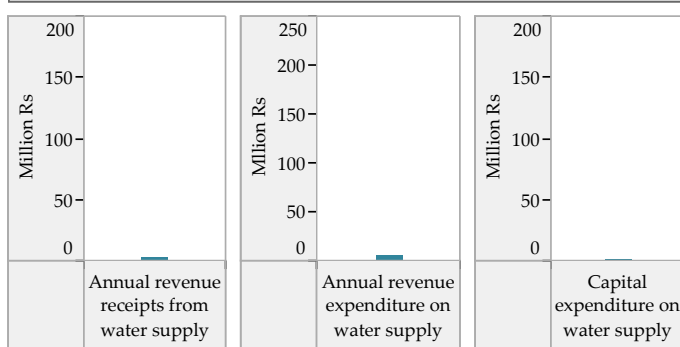 200
150
100
50
0
Million Rs
Annual revenue
receipts from
water supply
250
200
150
100
50
0
MIlion Rs
Annual revenue
expenditure on
water supply
200
150
100
50
0
Million Rs
Capital
expenditure on
water supply